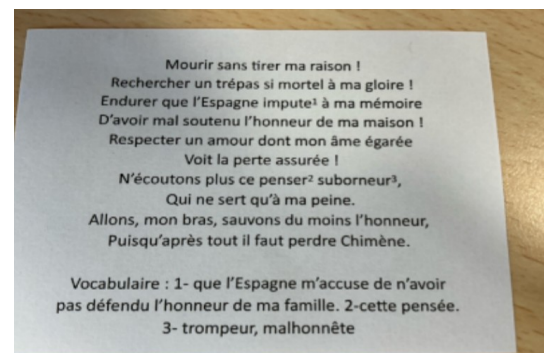 Mourir sans tirer ma raison !
Rechercher un trépas si mortel à ma gloire !
Endurer que l'Espagne impute¹ à ma mémoire
D'avoir mal soutenu l'honneur de ma maison !
Respecter un amour dont mon âme égarée
Voit la perte assurée !
N'écoutons plus ce penser² suborneur³,
Qui ne sert qu'à ma peine.
Allons, mon bras, sauvons du moins l'honneur,
Puisqu'après tout il faut perdre Chimène.
Vocabulaire : 1- que l'Espagne m'accuse de n'avoir
pas défendu l'honneur de ma famille. 2-cette pensée.
3- trompeur, malhonnête